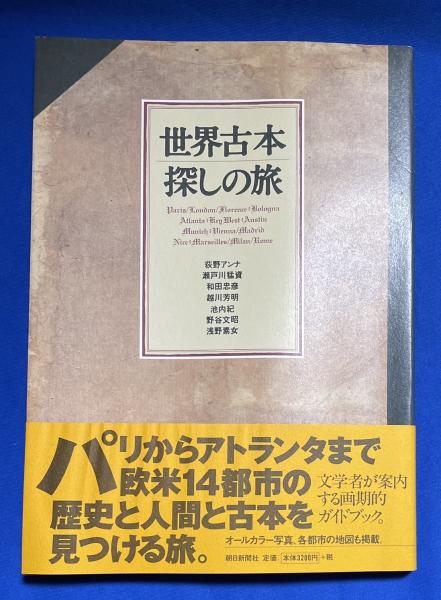 世界古本
探しの旅
Paris/London/Florence・Bologna
Atlanta・Key West・Austin
Munich・Vienna/Madrid
Nice・Marseilles/Milan/Rome
荻野アンナ
瀬戸川猛資
和田忠彦
越川芳明
池内紀
野谷文昭
浅野素女
パリからアトランタまで
欧米14都市の
歴史と人間と古本を
見つける旅。
文学者が案内
する画期的
ガイドブック。
オールカラー写真、各都市の地図も掲載。
朝日新聞社 定価：本体3200円+税